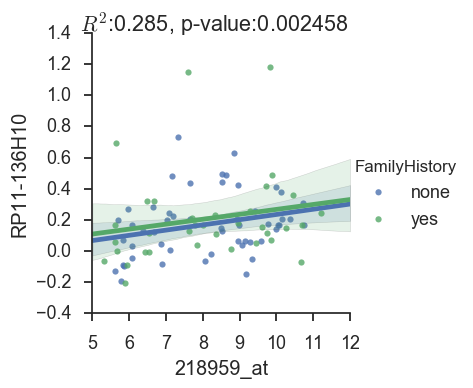 R²:0.285, p-value:0.002458
1.4
1.2
1.0
0.8
0.6
0.4
0.2
0.0
−0.2
−0.4
RP11-136H10
5 6 7 8 9 10 11 12
218959_at
FamilyHistory
none
yes